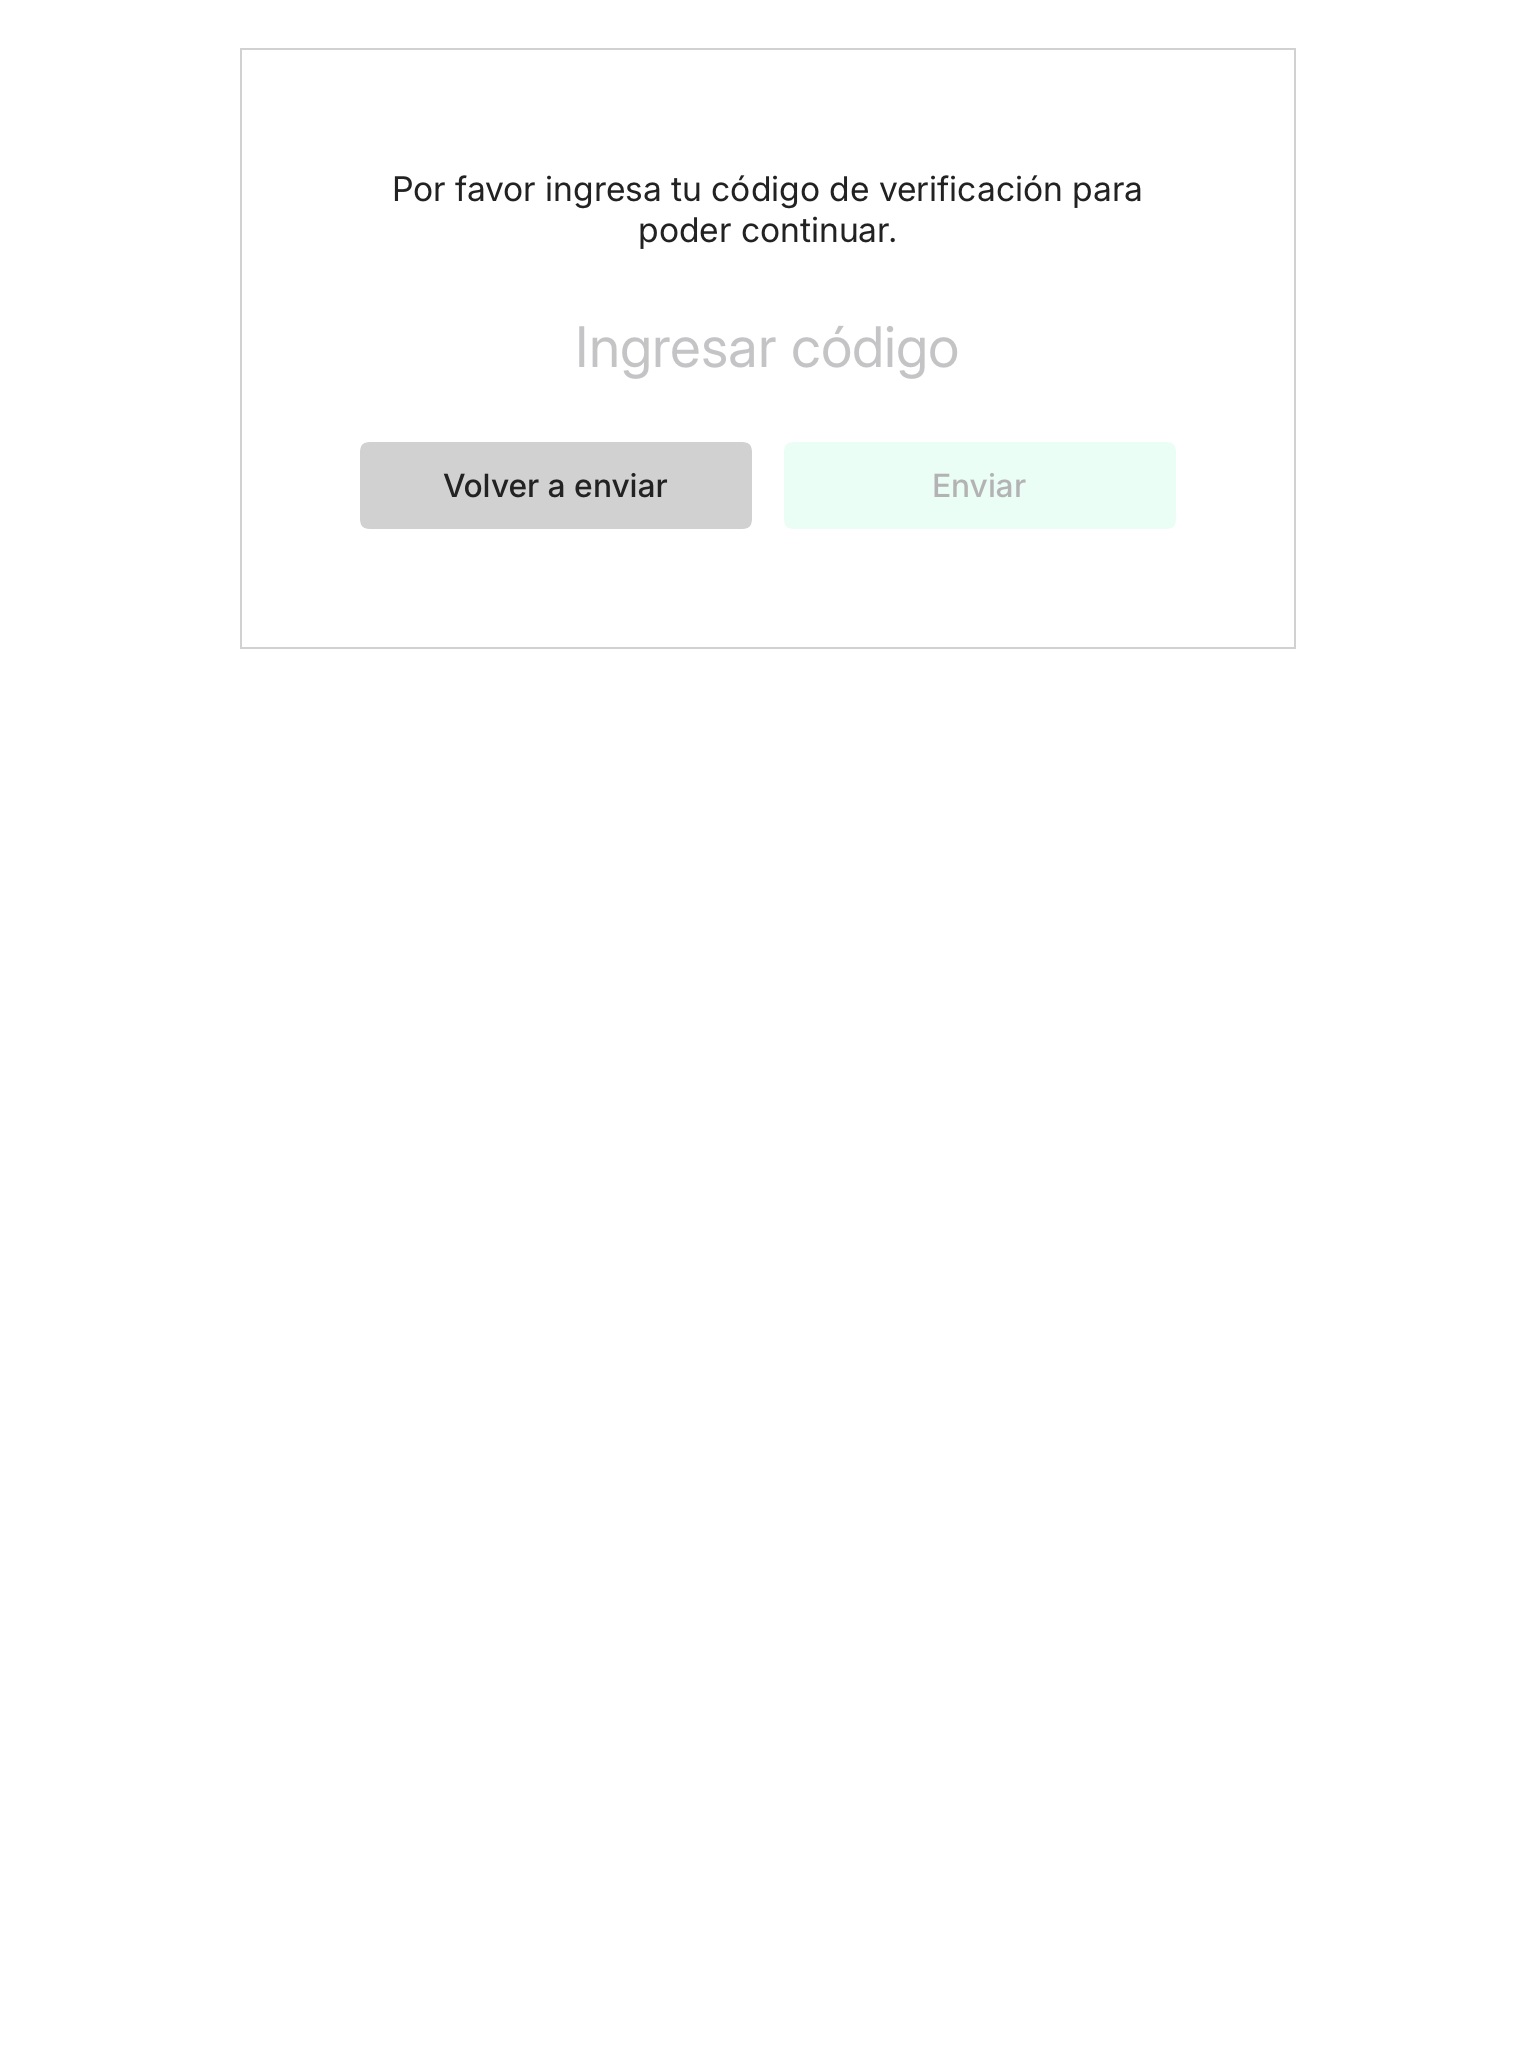 Por favor ingresa tu código de verificación para
poder continuar.
Ingresar código
Volver a enviar
Enviar